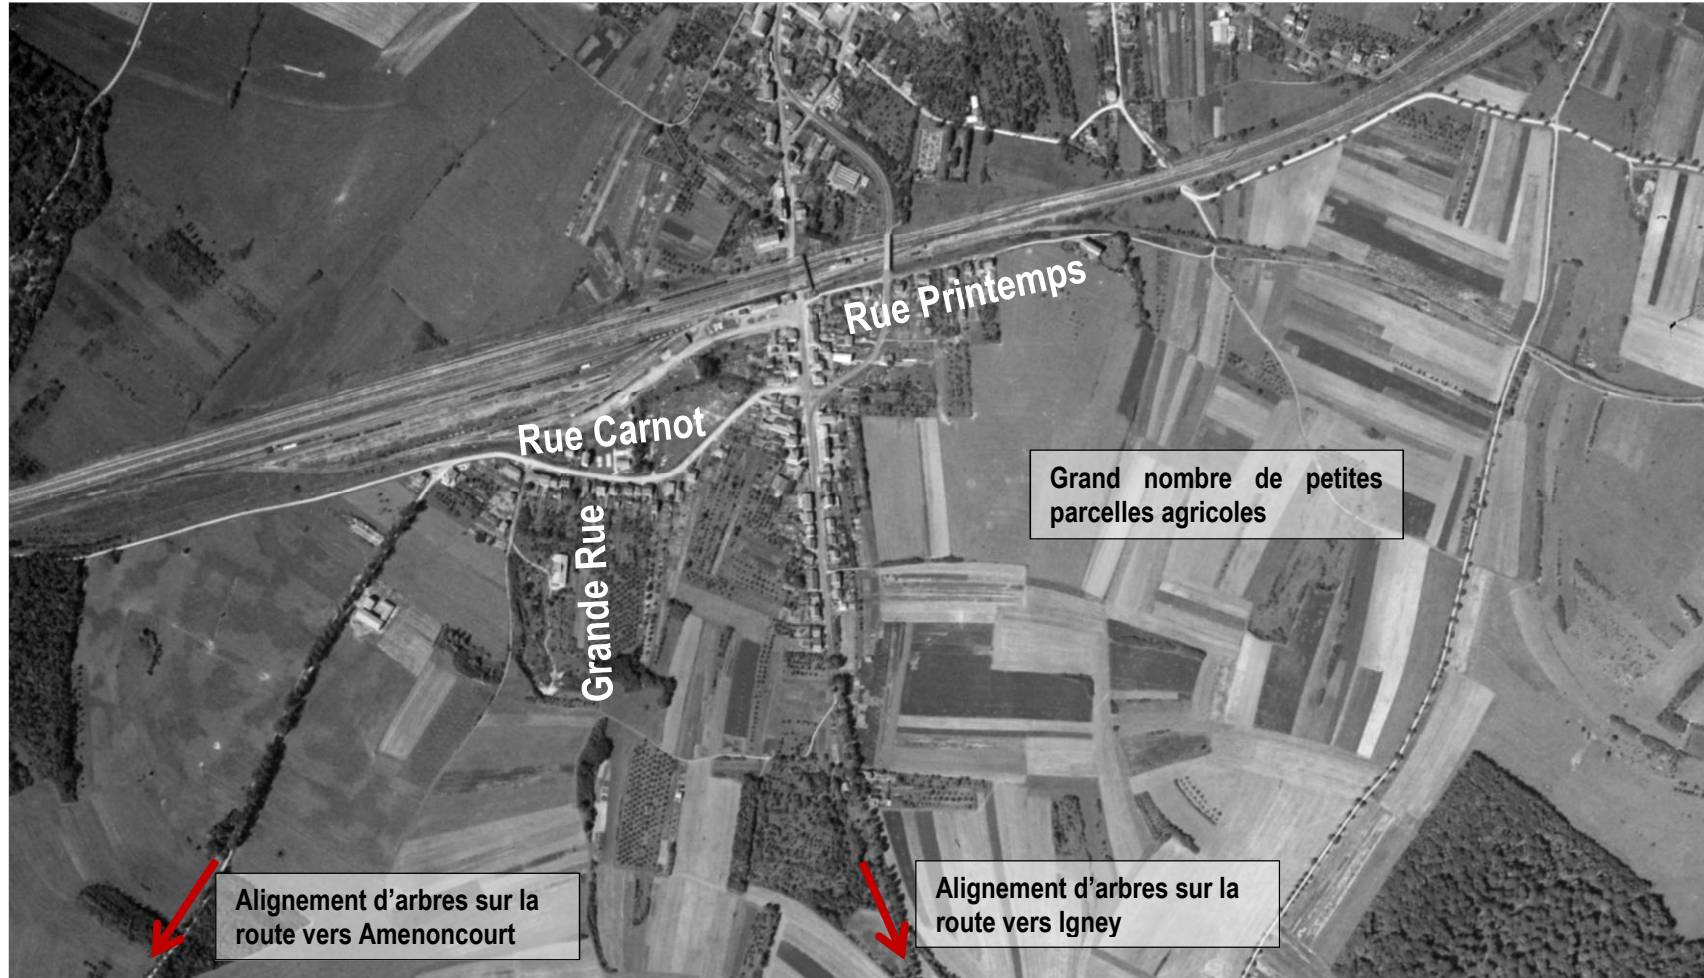 Rue Printemps
Rue Carnot
Grande Rue
Grand nombre de petites
parcelles agricoles
Alignement d’arbres sur la
route vers Amenoncourt
Alignement d’arbres sur la
route vers Igney